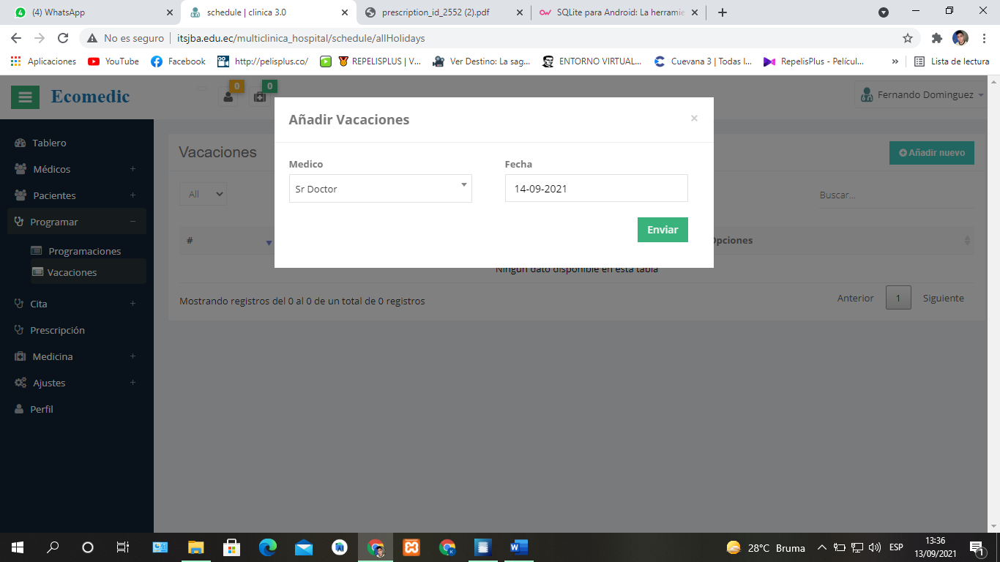 (4) WhatsApp
schedule | clinica 3.0
prescription_id_2552 (2).pdf
SQLite para Android: La herramie
No es seguro
itsjba.edu.ec/multiclinica_hospital/schedule/allHolidays
Aplicaciones
YouTube
Facebook
http://pelisplus.co/
REPELISPLUS | V...
Ver Destino: La sag...
ENTORNO VIRTUAL...
Cuevana 3 | Todas l...
RepelisPlus - Películ...
»
Lista de lectura
Ecomedic
0
0
Fernando Dominguez
Tablero
Médicos +
Pacientes +
Programar −
Programaciones
Vacaciones
Cita +
Prescripción
Medicina +
Ajustes +
Perfil
Vacaciones
Añadir nuevo
All
Buscar...
#
Opciones
Ningún dato disponible en esta tabla
Mostrando registros del 0 al 0 de un total de 0 registros
Anterior 1 Siguiente
Añadir Vacaciones ×
Medico
Sr Doctor
Fecha
14-09-2021
Enviar
28°C Bruma
ESP
13:36
13/09/2021
1